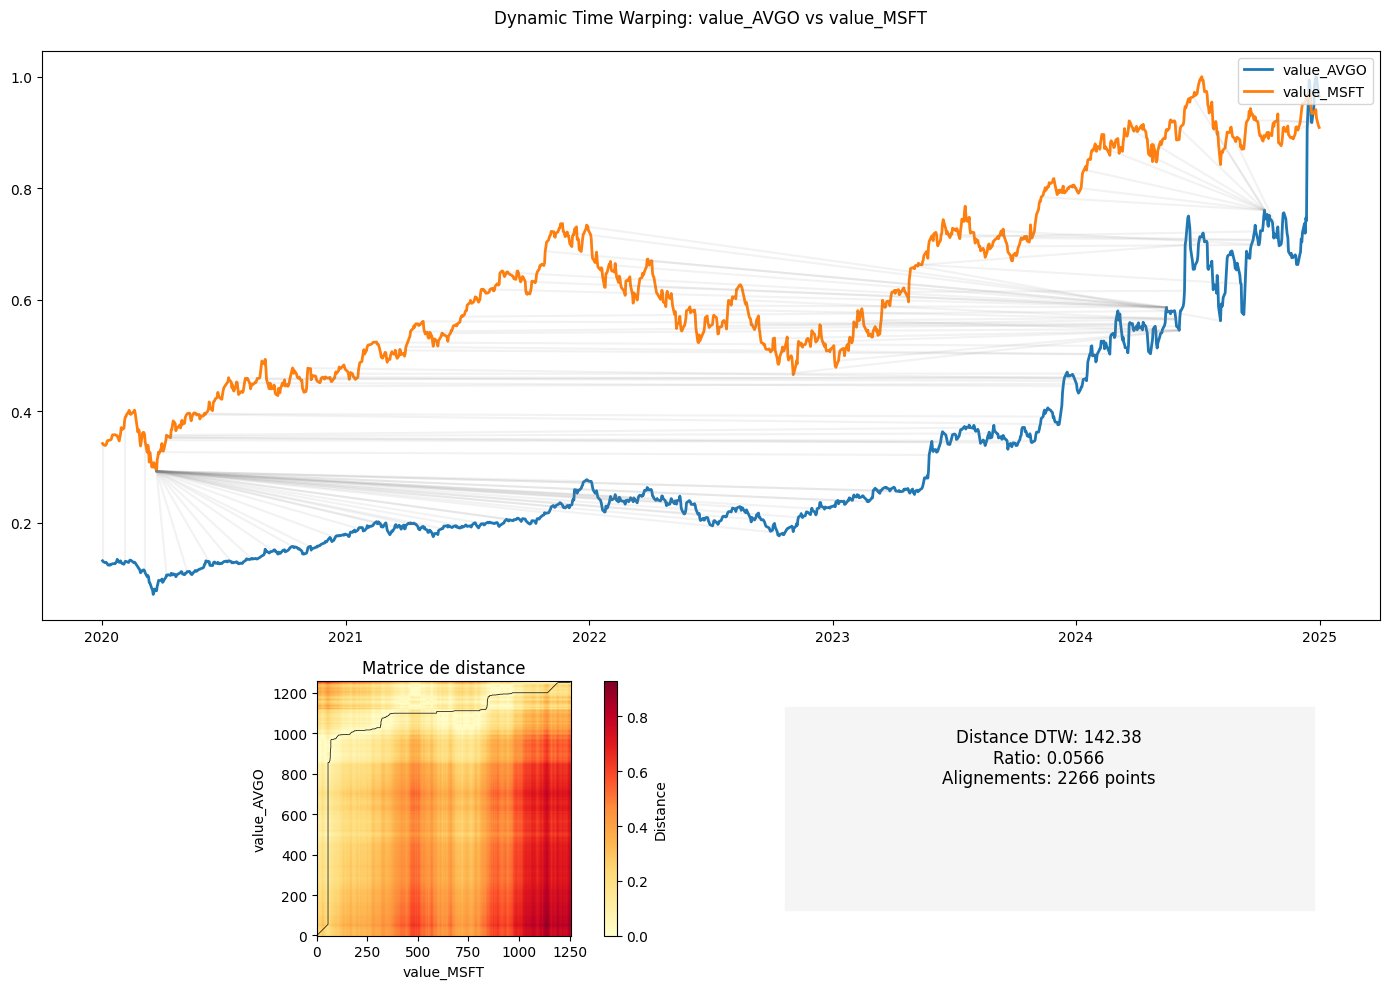 Dynamic Time Warping: value_AVGO vs value_MSFT
value_AVGO
value_MSFT
1.0
0.8
0.6
0.4
0.2
2020 2021 2022 2023 2024 2025
Matrice de distance
value_AVGO
1200
1000
800
600
400
200
0
0 250 500 750 1000 1250
value_MSFT
0.8
0.6
0.4
0.2
0.0
Distance
Distance DTW: 142.38
Ratio: 0.0566
Alignements: 2266 points